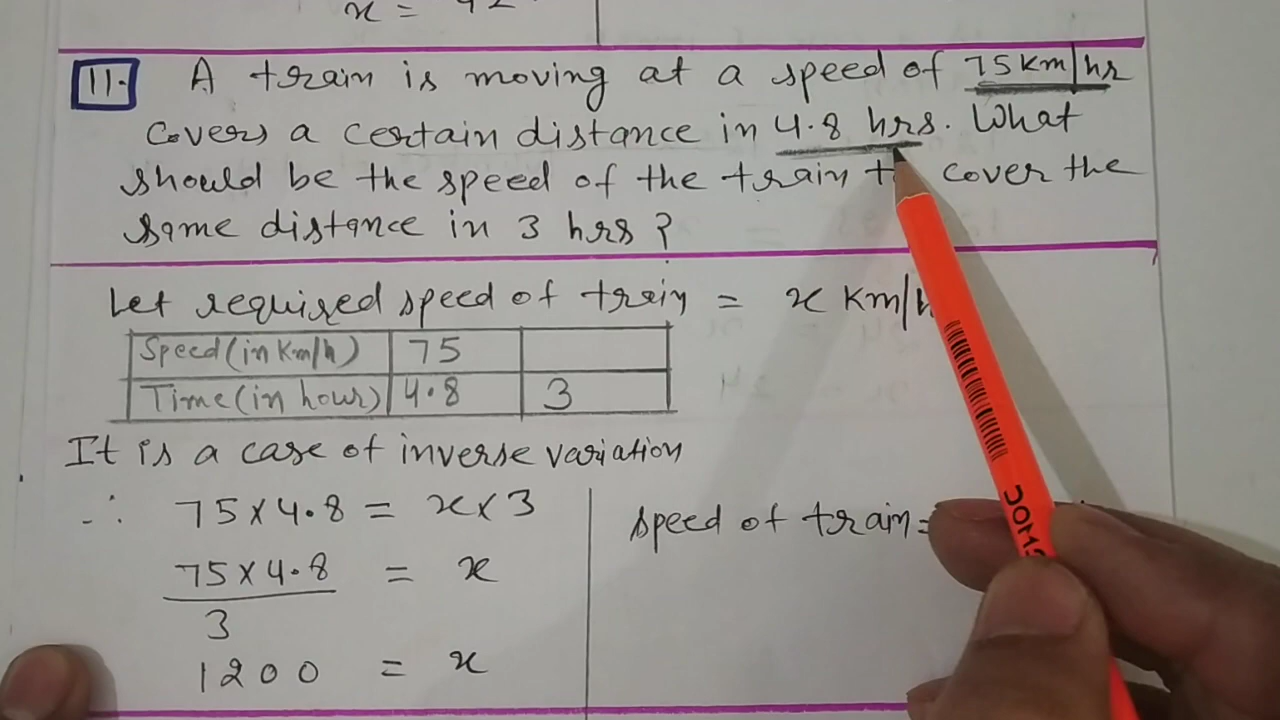 x =
11. A train is moving at a speed of 75km/hr
covers a certain distance in 4.8 hrs. What
should be the speed of the train cover the
same distance in 3 hrs?
Let required speed of train = x km/h
Speed(in km/h) 75
Time(in hour) 4.8 3
It is a case of inverse variation
∴ 75×4.8 = x×3
75×4.8 = x
3
1200 = x
speed of train =
DOMS